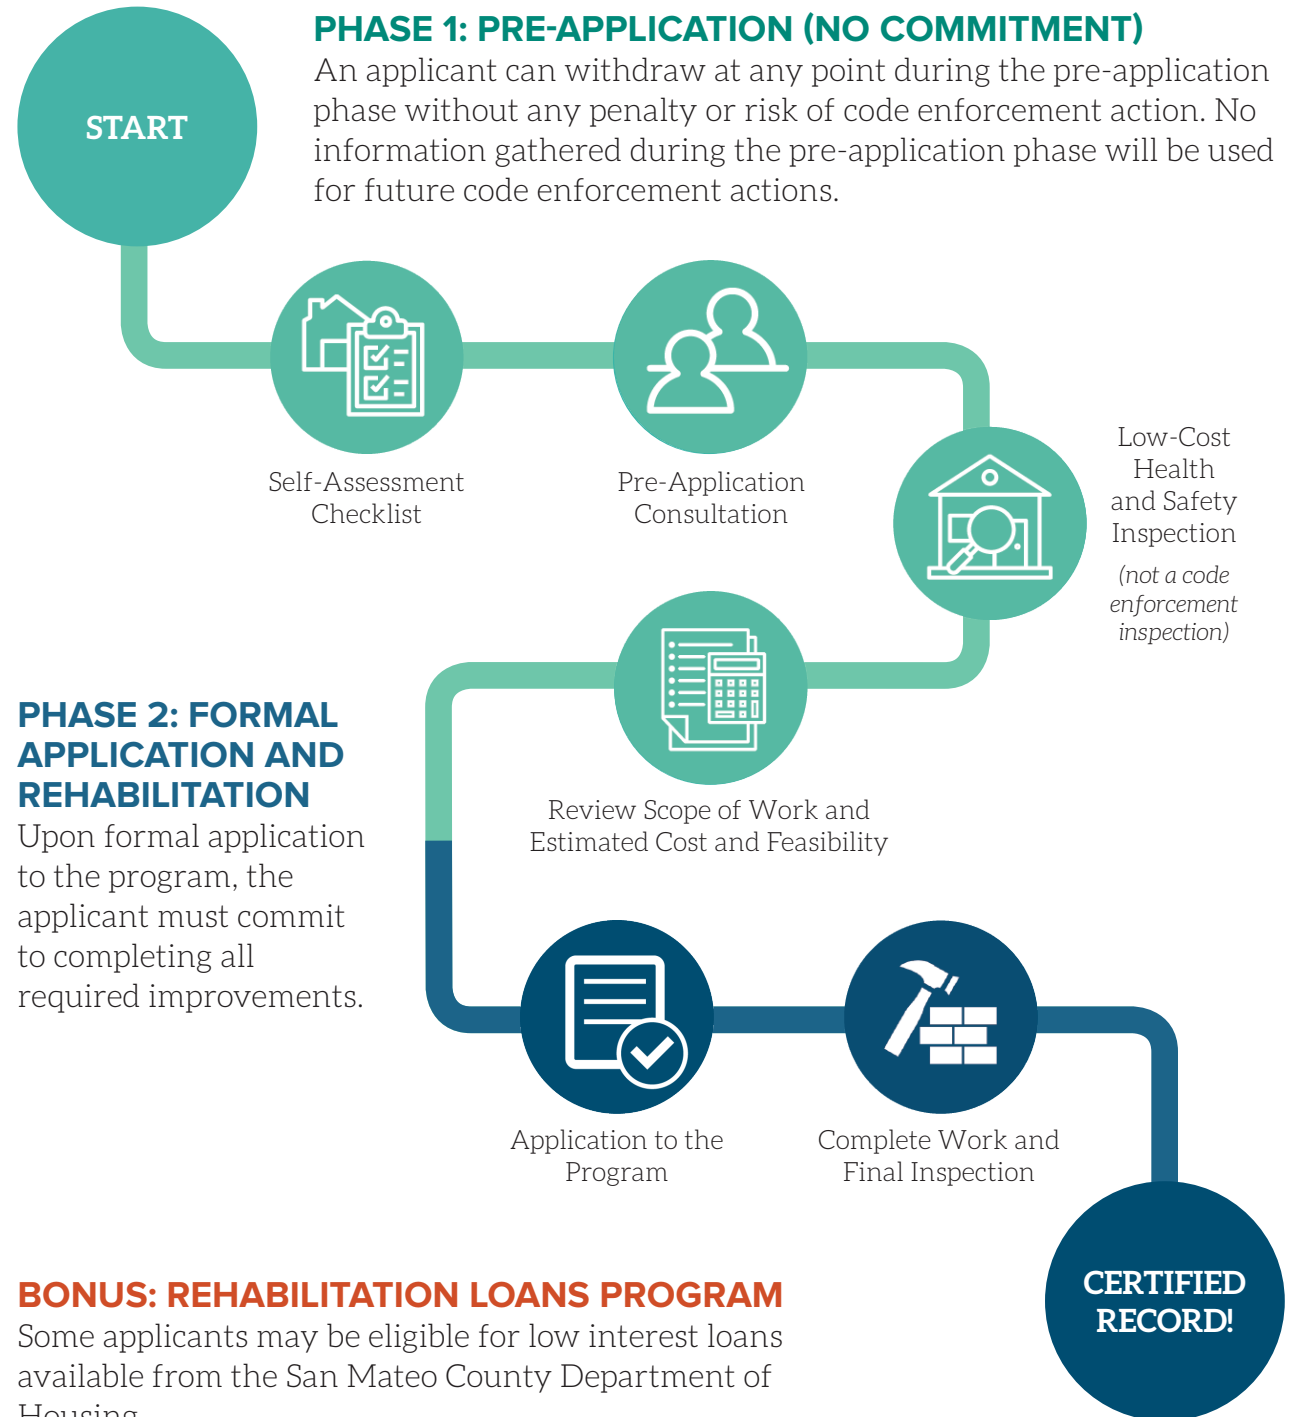 START
PHASE 1: PRE-APPLICATION (NO COMMITMENT)
An applicant can withdraw at any point during the pre-application
phase without any penalty or risk of code enforcement action. No
information gathered during the pre-application phase will be used
for future code enforcement actions.
Self-Assessment
Checklist
Pre-Application
Consultation
Low-Cost
Health
and Safety
Inspection
(not a code
enforcement
inspection)
Review Scope of Work and
Estimated Cost and Feasibility
PHASE 2: FORMAL
APPLICATION AND
REHABILITATION
Upon formal application
to the program, the
applicant must commit
to completing all
required improvements.
Application to the
Program
Complete Work and
Final Inspection
CERTIFIED
RECORD!
BONUS: REHABILITATION LOANS PROGRAM
Some applicants may be eligible for low interest loans
available from the San Mateo County Department of
Housing